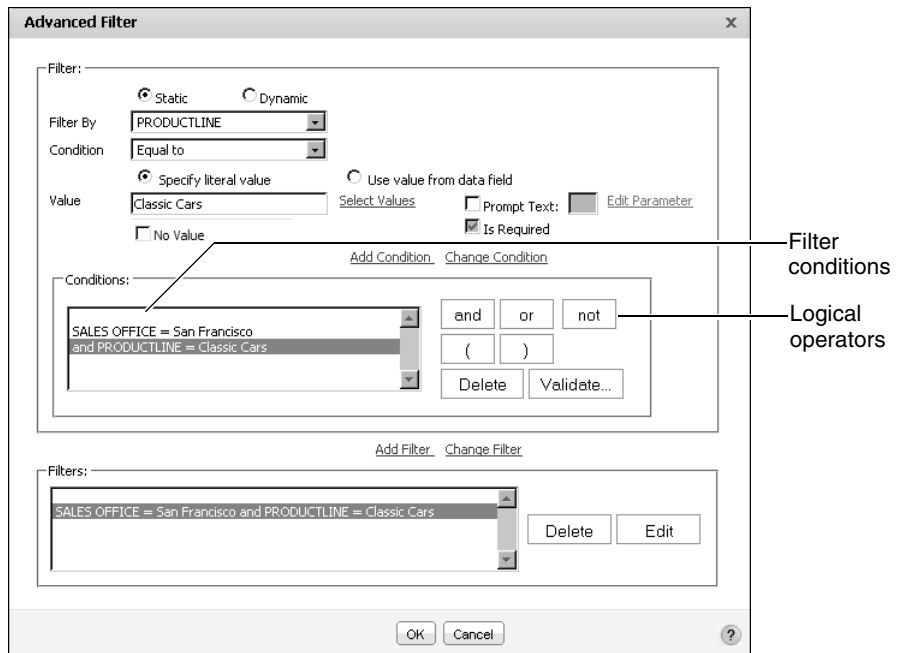 Advanced Filter x
Filter:
Static Dynamic
Filter By PRODUCTLINE
Condition Equal to
Specify literal value Use value from data field
Value Classic Cars Select Values Prompt Text: Edit Parameter
No Value Is Required
Add Condition Change Condition
Filter
conditions
Conditions:
SALES OFFICE = San Francisco
and PRODUCTLINE = Classic Cars
and or not
( )
Delete Validate...
Logical
operators
Add Filter Change Filter
Filters:
SALES OFFICE = San Francisco and PRODUCTLINE = Classic Cars
Delete Edit
OK Cancel ?